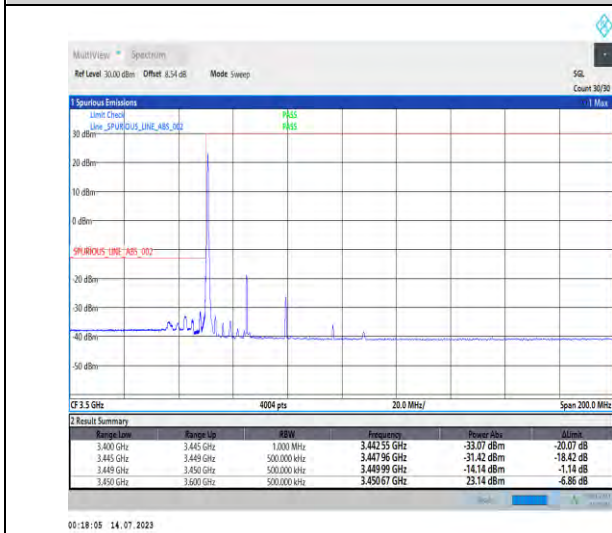 MultiView Spectrum
Ref Level 30.00 dBm Offset 8.54 dB Mode Sweep SGL
Count 30/30
1 Spurious Emissions 1 Max
Limit Check PASS
Line _SPURIOUS_LINE_ABS_002 PASS
30 dBm
20 dBm
10 dBm
0 dBm
SPURIOUS_LINE_ABS_002
-20 dBm
-30 dBm
-40 dBm
-50 dBm
CF 3.5 GHz 4004 pts 20.0 MHz/ Span 200.0 MHz
2 Result Summary
Range Low Range Up RBW Frequency Power Abs ΔLimit
3.400 GHz 3.445 GHz 1.000 MHz 3.44255 GHz -33.07 dBm -20.07 dB
3.445 GHz 3.449 GHz 500.000 kHz 3.44796 GHz -31.42 dBm -18.42 dB
3.449 GHz 3.450 GHz 500.000 kHz 3.44999 GHz -14.14 dBm -1.14 dB
3.450 GHz 3.600 GHz 500.000 kHz 3.45067 GHz 23.14 dBm -6.86 dB
00:18:05 14.07.2023